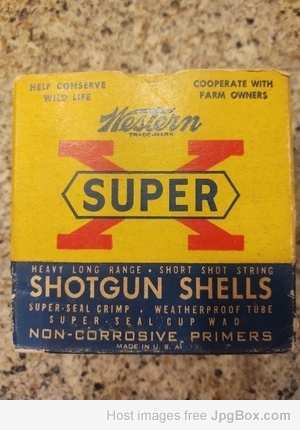 HELP CONSERVE
WILD LIFE
COOPERATE WITH
FARM OWNERS
Western
TRADE-MARK
X
SUPER
HEAVY LONG RANGE • SHORT SHOT STRING
SHOTGUN SHELLS
SUPER-SEAL CRIMP • WEATHERPROOF TUBE
SUPER-SEAL CUP WAD
NON-CORROSIVE PRIMERS
MADE IN U. S. A.
Host images free JpgBox.com